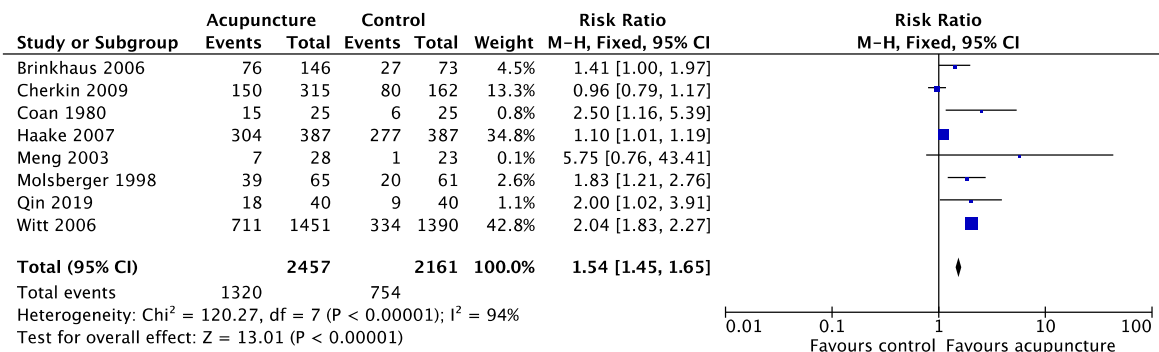 Acupuncture Control Risk Ratio Risk Ratio
Study or Subgroup Events Total Events Total Weight M-H, Fixed, 95% CI M-H, Fixed, 95% CI
Brinkhaus 2006 76 146 27 73 4.5% 1.41 [1.00, 1.97]
Cherkin 2009 150 315 80 162 13.3% 0.96 [0.79, 1.17]
Coan 1980 15 25 6 25 0.8% 2.50 [1.16, 5.39]
Haake 2007 304 387 277 387 34.8% 1.10 [1.01, 1.19]
Meng 2003 7 28 1 23 0.1% 5.75 [0.76, 43.41]
Molsberger 1998 39 65 20 61 2.6% 1.83 [1.21, 2.76]
Qin 2019 18 40 9 40 1.1% 2.00 [1.02, 3.91]
Witt 2006 711 1451 334 1390 42.8% 2.04 [1.83, 2.27]
Total (95% CI) 2457 2161 100.0% 1.54 [1.45, 1.65]
Total events 1320 754
Heterogeneity: Chi² = 120.27, df = 7 (P < 0.00001); I² = 94%
Test for overall effect: Z = 13.01 (P < 0.00001)
0.01 0.1 1 10 100
Favours control Favours acupuncture